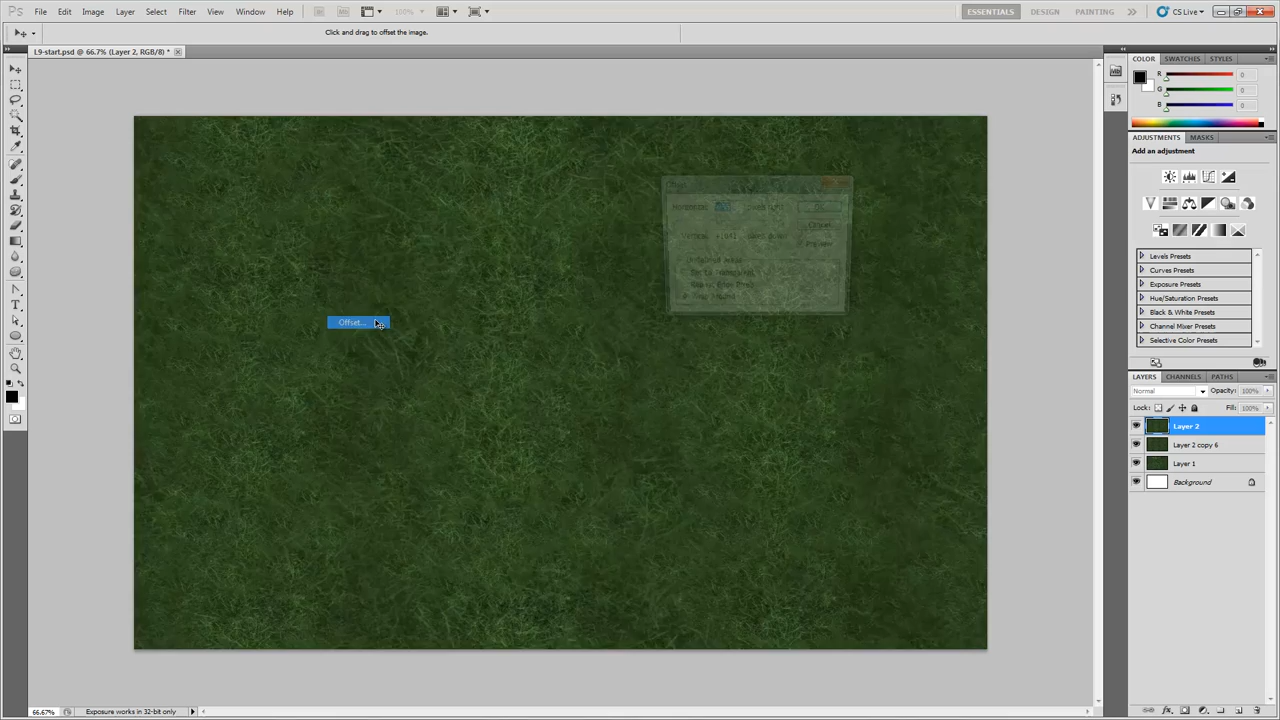 Ps File Edit Image Layer Select Filter View Window Help Mb 100% ESSENTIALS DESIGN PAINTING CS Live
Click and drag to offset the image.
L9-start.psd @ 66.7% (Layer 2, RGB/8) *
COLOR SWATCHES STYLES
R 0
G 0
B 0
ADJUSTMENTS MASKS
Add an adjustment
Cancel
Preview
Levels Presets
Curves Presets
Exposure Presets
Hue/Saturation Presets
Black & White Presets
Channel Mixer Presets
Selective Color Presets
Offset...
LAYERS CHANNELS PATHS
Normal Opacity: 100%
Lock: Fill: 100%
Layer 2
Layer 2 copy 6
Layer 1
Background
66.67% Exposure works in 32-bit only